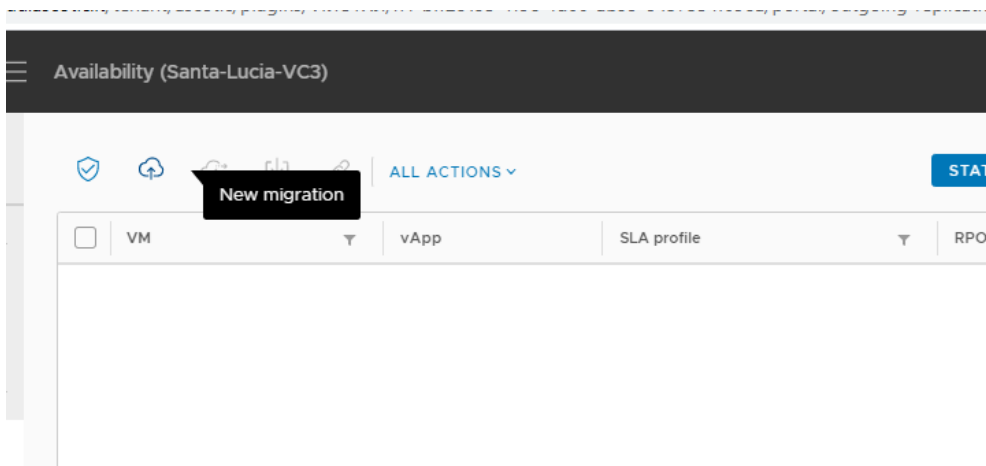 Availability (Santa-Lucia-VC3)
ALL ACTIONS
New migration
VM
vApp
SLA profile